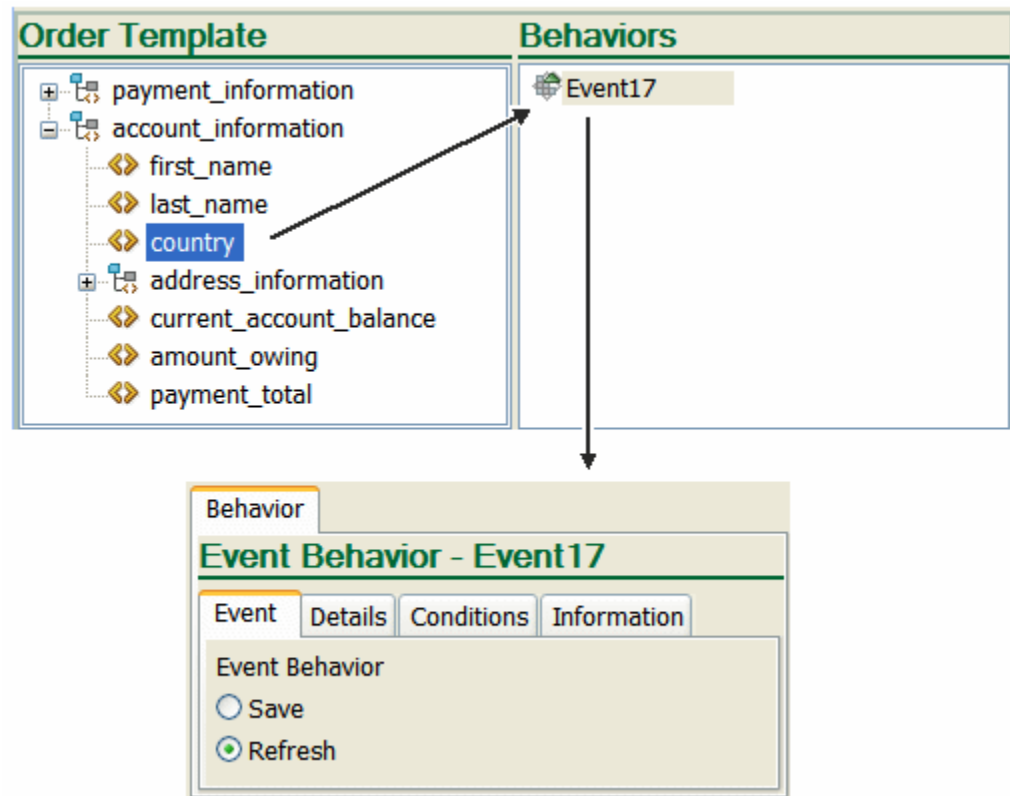 Order Template
payment_information
account_information
first_name
last_name
country
address_information
current_account_balance
amount_owing
payment_total
Behaviors
Event17
Behavior
Event Behavior - Event17
Event Details Conditions Information
Event Behavior
Save
Refresh